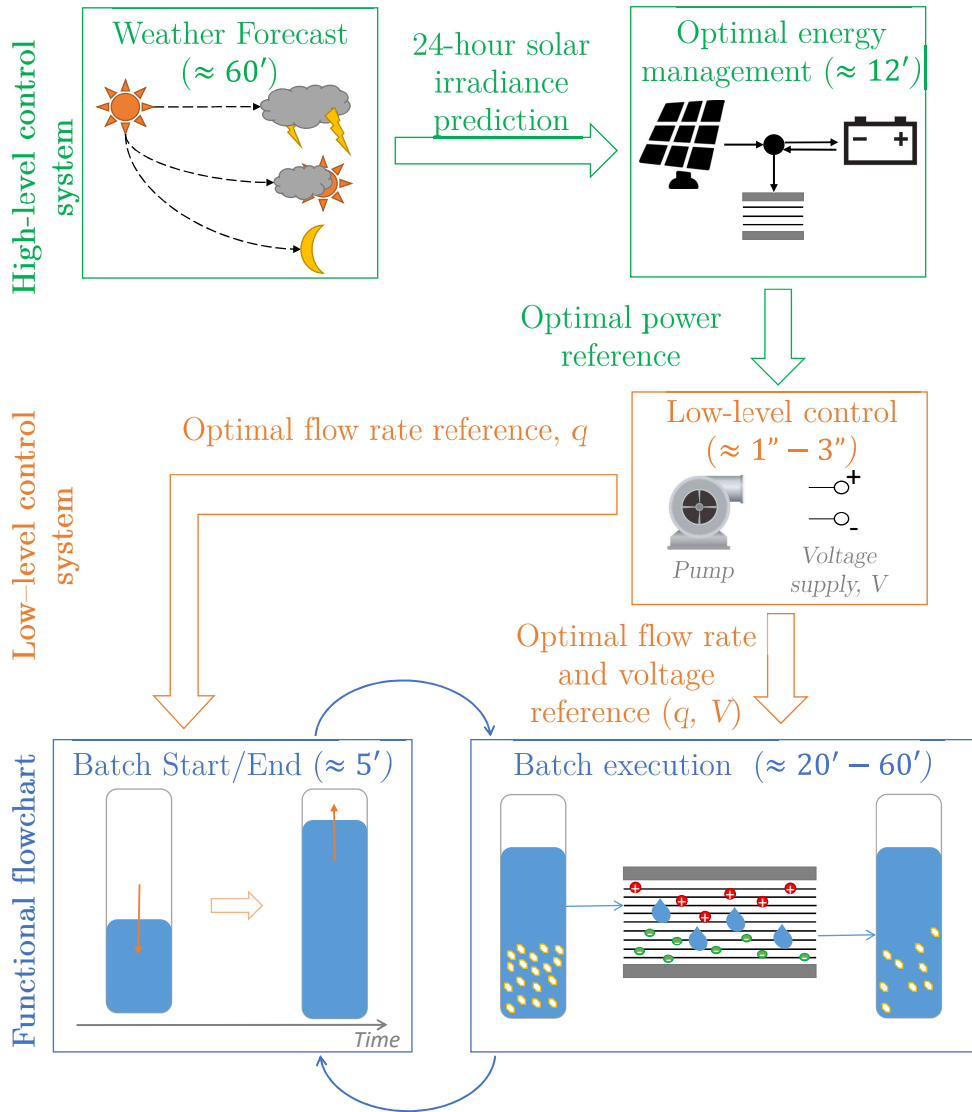 High-level control
system
Weather Forecast
(≈ 60′)
24-hour solar
irradiance
prediction
Optimal energy
management (≈ 12′)
− +
Optimal power
reference
Low–level control
system
Optimal flow rate reference, q
Low-level control
(≈ 1” − 3”)
+
-
Pump
Voltage
supply, V
Optimal flow rate
and voltage
reference (q, V)
Functional flowchart
Batch Start/End (≈ 5′)
Time
Batch execution (≈ 20′ − 60′)
+ + + + + +
- - - - - -